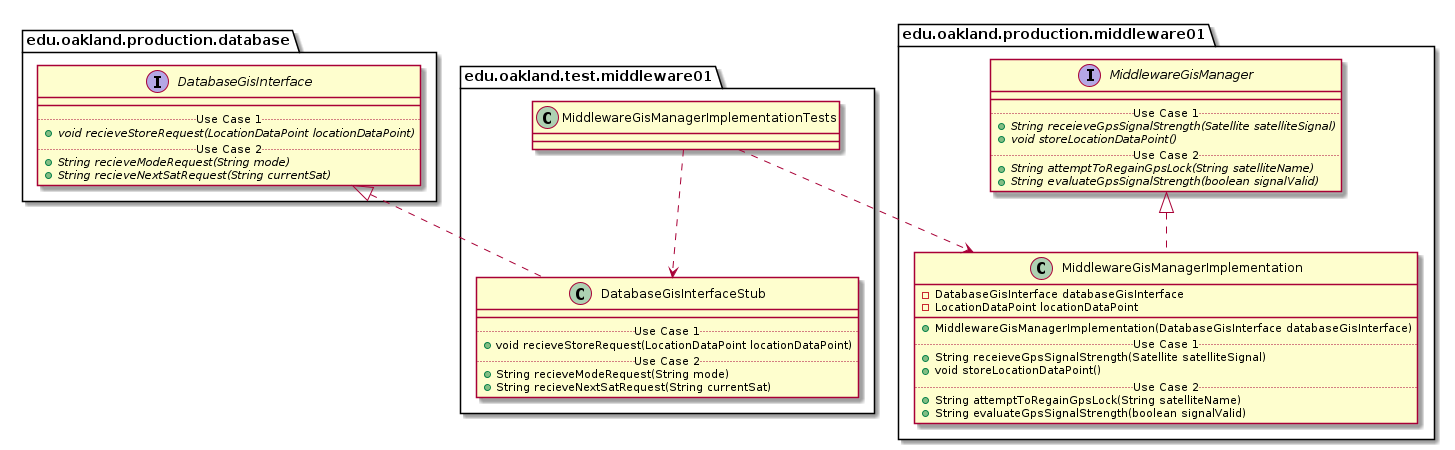 edu.oakland.production.database
I DatabaseGisInterface
Use Case 1
void recieveStoreRequest(LocationDataPoint locationDataPoint)
Use Case 2
String recieveModeRequest(String mode)
String recieveNextSatRequest(String currentSat)
edu.oakland.test.middleware01
C MiddlewareGisManagerImplementationTests
C DatabaseGisInterfaceStub
Use Case 1
void recieveStoreRequest(LocationDataPoint locationDataPoint)
Use Case 2
String recieveModeRequest(String mode)
String recieveNextSatRequest(String currentSat)
edu.oakland.production.middleware01
I MiddlewareGisManager
Use Case 1
String receieveGpsSignalStrength(Satellite satelliteSignal)
void storeLocationDataPoint()
Use Case 2
String attemptToRegainGpsLock(String satelliteName)
String evaluateGpsSignalStrength(boolean signalValid)
C MiddlewareGisManagerImplementation
DatabaseGisInterface databaseGisInterface
LocationDataPoint locationDataPoint
MiddlewareGisManagerImplementation(DatabaseGisInterface databaseGisInterface)
Use Case 1
String receieveGpsSignalStrength(Satellite satelliteSignal)
void storeLocationDataPoint()
Use Case 2
String attemptToRegainGpsLock(String satelliteName)
String evaluateGpsSignalStrength(boolean signalValid)